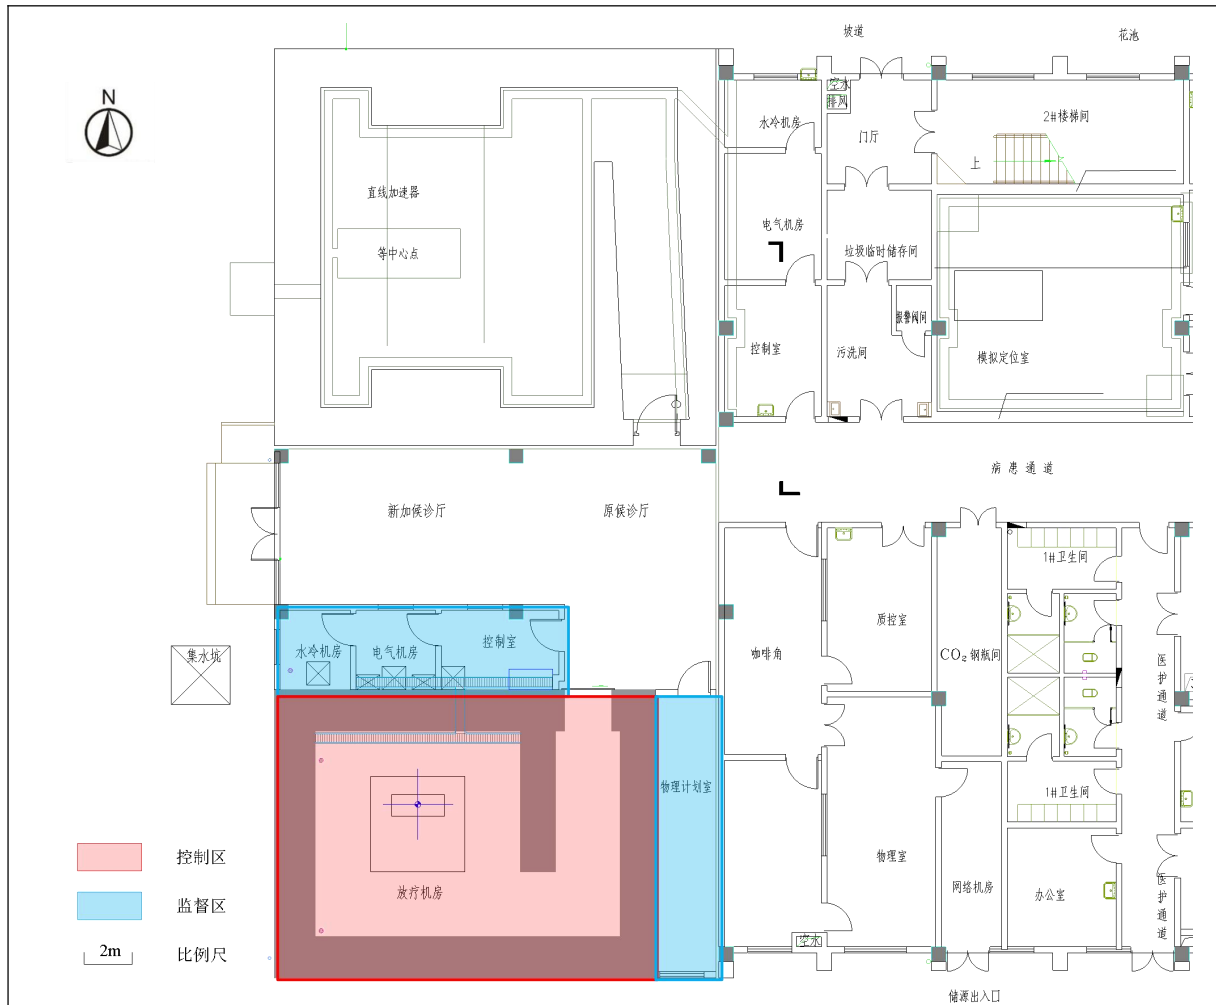 坡道
花池
N
空水
排风
水冷机房
门厅
2#楼梯间
上
直线加速器
等中心点
电气机房
垃圾临时储存间
报警阀间
控制室
污洗间
模拟定位室
病患通道
新加候诊厅
原候诊厅
1#卫生间
质控室
水冷机房
电气机房
控制室
集水坑
咖啡角
CO₂钢瓶间
医护通道
物理计划室
1#卫生间
控制区
物理室
网络机房
办公室
放疗机房
医护通道
监督区
空水
2m
比例尺
储源出入口